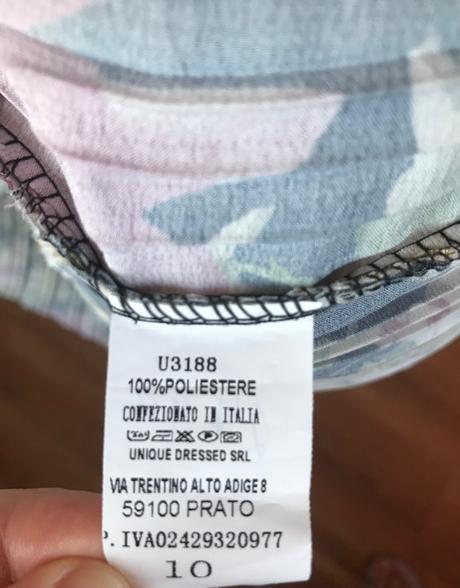 U3188
100%POLIESTERE
CONFEZIONATO IN ITALIA
UNIQUE DRESSED SRL
VIA TRENTINO ALTO ADIGE 8
59100 PRATO
P. IVA02429320977
10